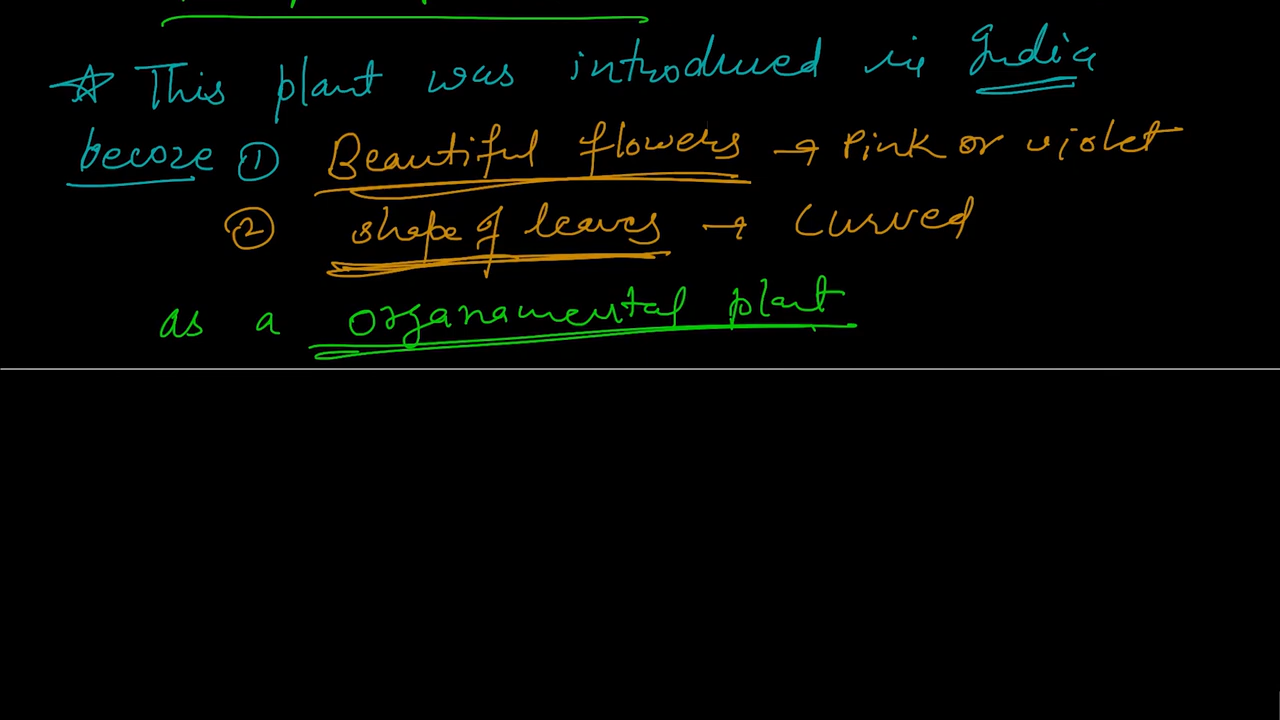 ☆ This plant was introduced in India
becoze ① Beautiful flowers → Pink or violet
② shape of leaves → Curved
as a organamental plant